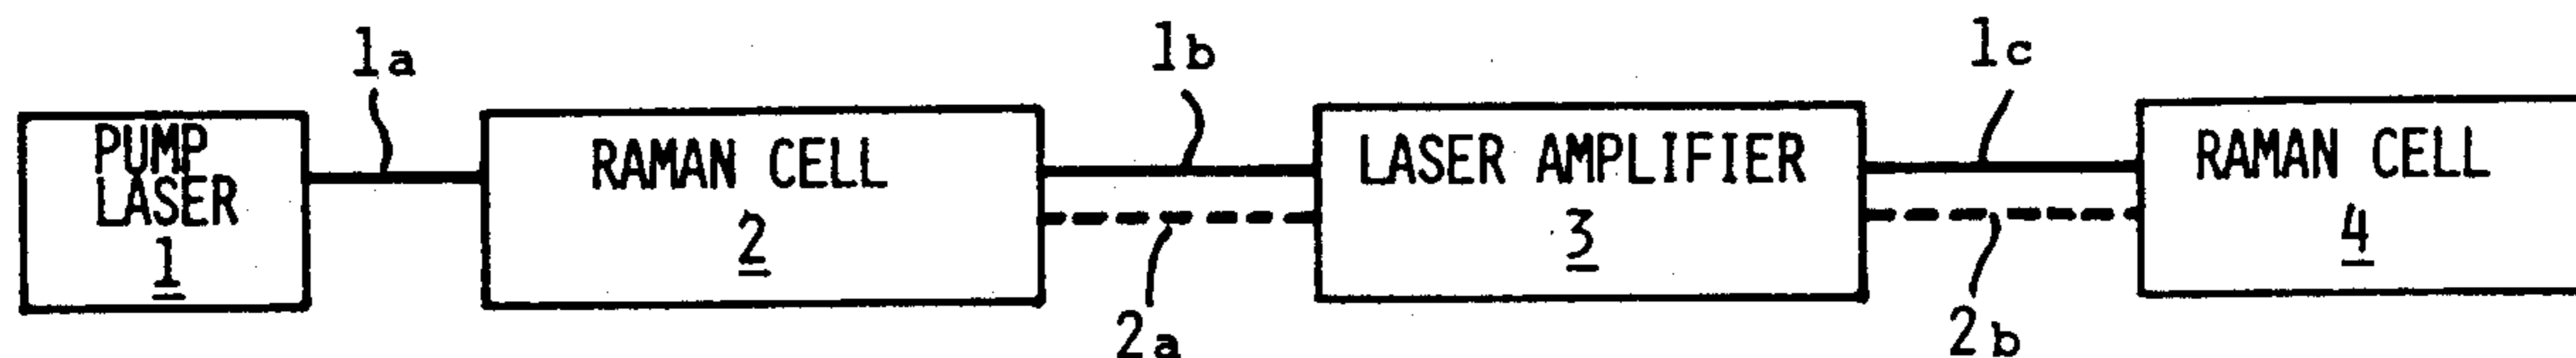 1a
1b
1c
PUMP
LASER
1
RAMAN CELL
2
LASER AMPLIFIER
3
RAMAN CELL
4
2a
2b